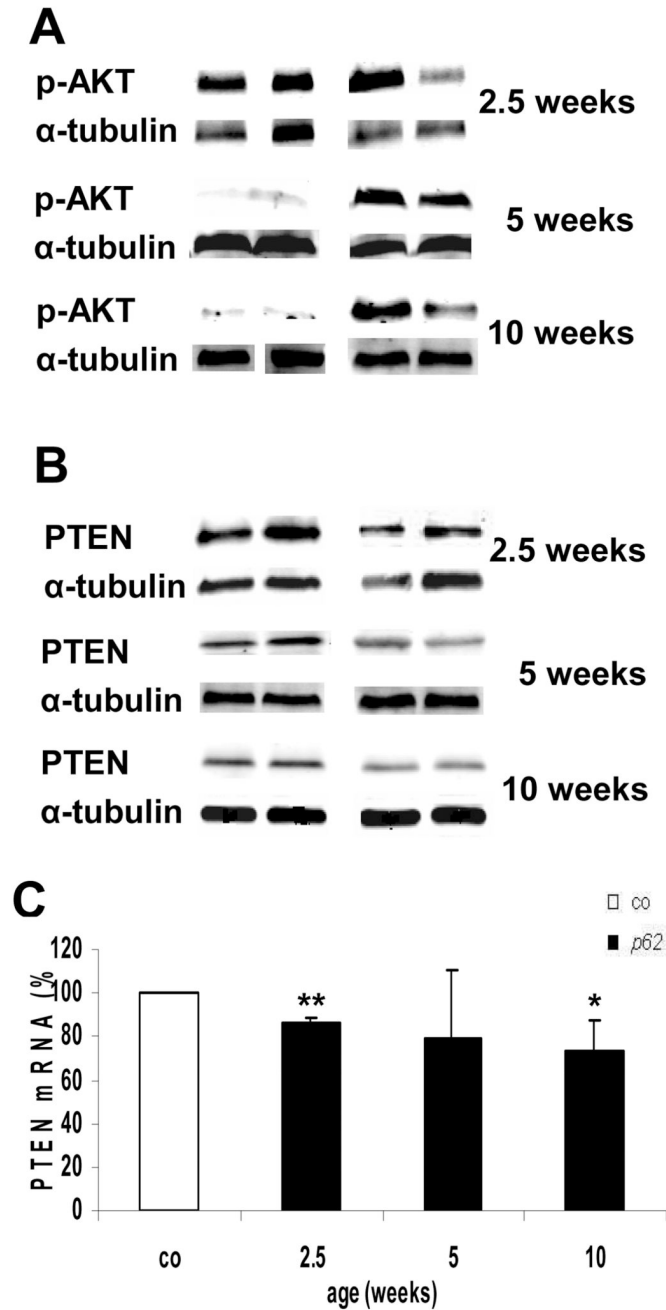 A
p-AKT
α-tubulin
2.5 weeks
p-AKT
α-tubulin
5 weeks
p-AKT
α-tubulin
10 weeks
B
PTEN
α-tubulin
2.5 weeks
PTEN
α-tubulin
5 weeks
PTEN
α-tubulin
10 weeks
C
co
p62
PTEN mRNA (%
120
100
80
60
40
20
0
**
*
co 2.5 5 10
age (weeks)